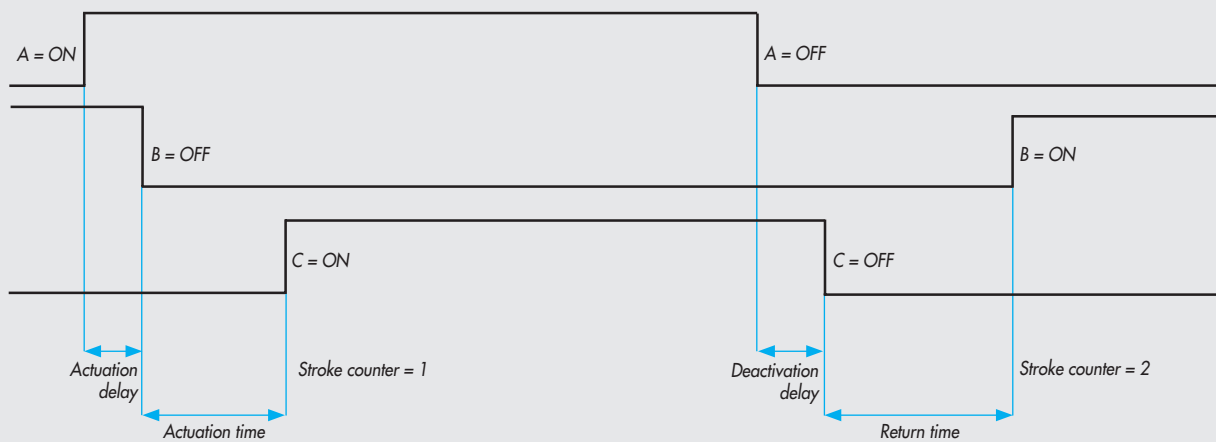 A = ON
A = OFF
B = OFF
B = ON
C = ON
C = OFF
Actuation
delay
Stroke counter = 1
Deactivation
delay
Stroke counter = 2
Actuation time
Return time